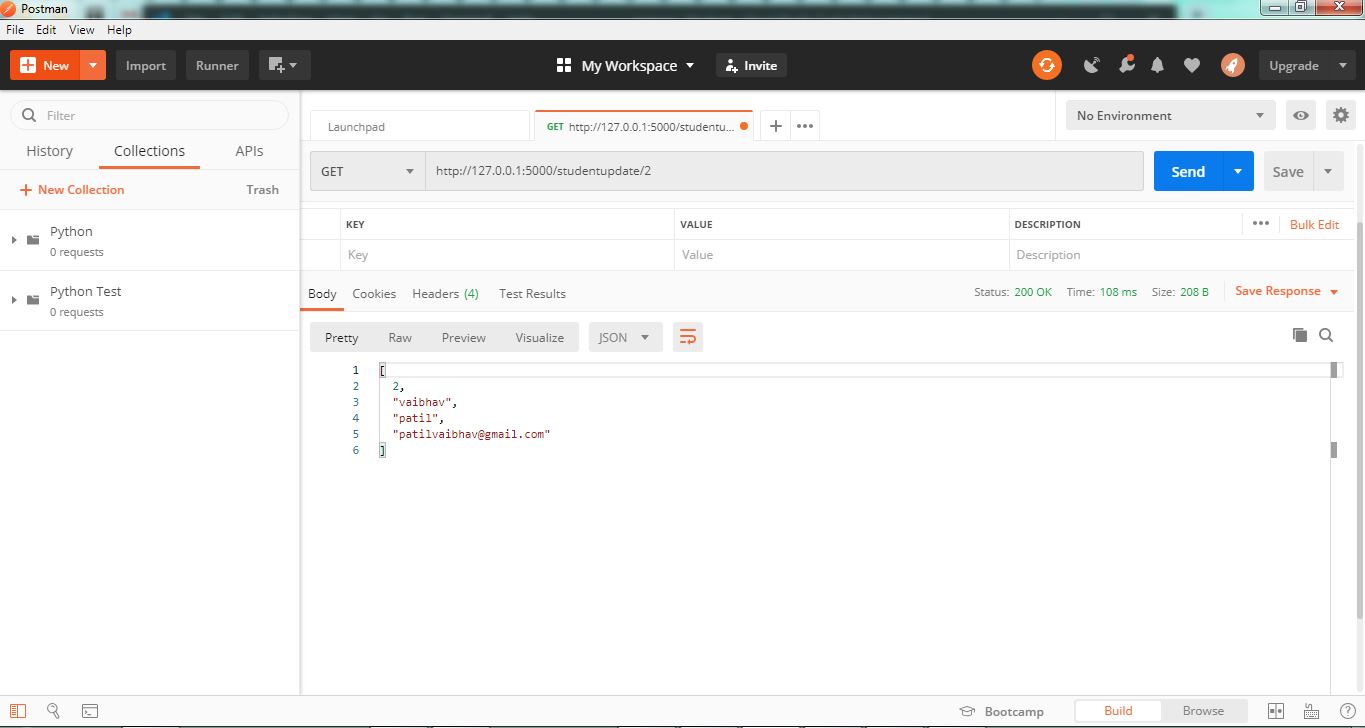 Postman
File Edit View Help
New Import Runner My Workspace Invite Upgrade
Filter
History Collections APIs
New Collection Trash
Python
0 requests
Python Test
0 requests
Launchpad GET http://127.0.0.1:5000/studentu... No Environment
GET http://127.0.0.1:5000/studentupdate/2 Send Save
KEY VALUE DESCRIPTION Bulk Edit
Key Value Description
Body Cookies Headers (4) Test Results Status: 200 OK Time: 108 ms Size: 208 B Save Response
Pretty Raw Preview Visualize JSON
1 [
2 2,
3 "vaibhav",
4 "patil",
5 "patilvaibhav@gmail.com"
6 ]
Bootcamp Build Browse